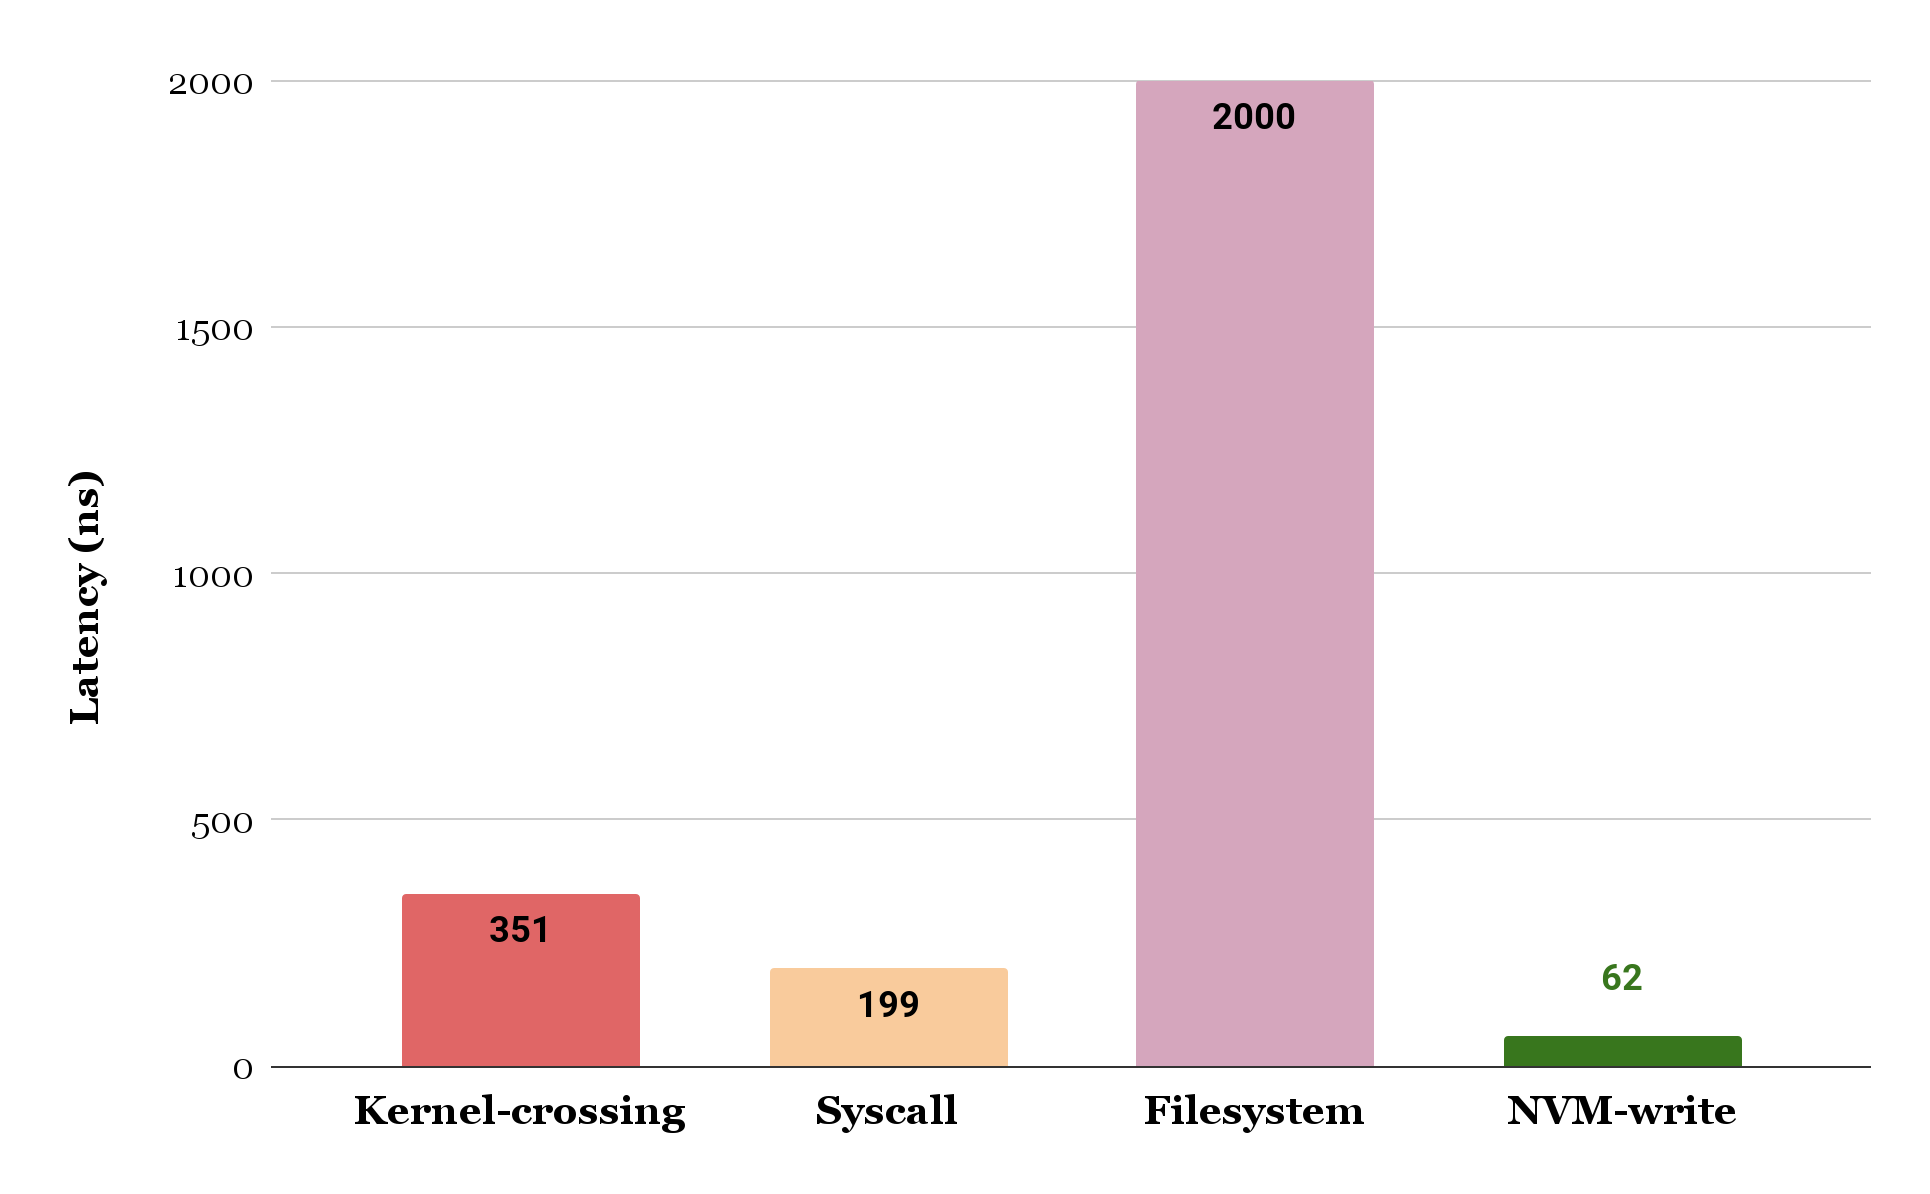 Latency (ns)
2000
1500
1000
500
0
351
199
2000
62
Kernel-crossing
Syscall
Filesystem
NVM-write